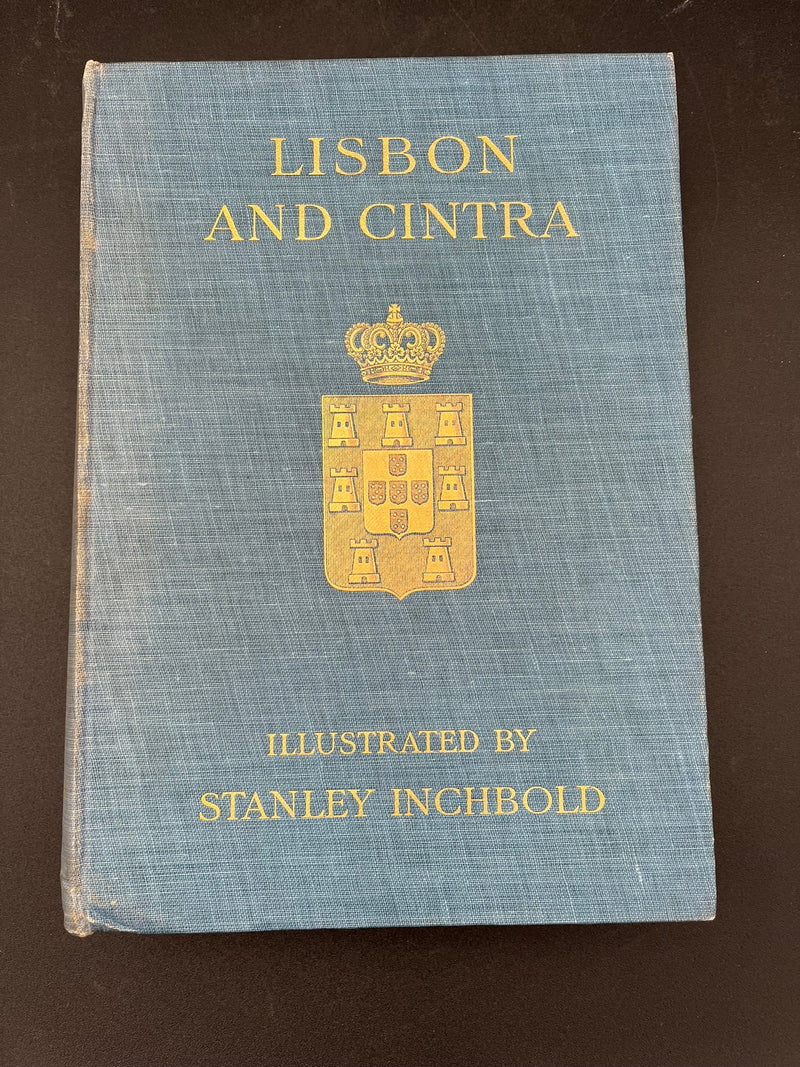 LISBON
AND CINTRA
ILLUSTRATED BY
STANLEY INCHBOLD